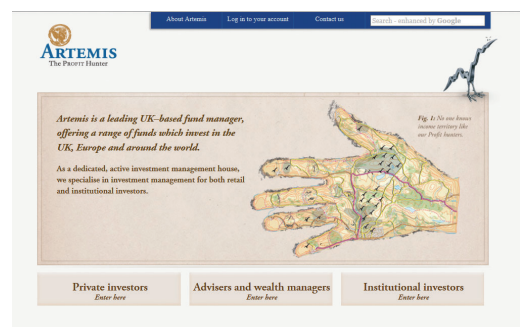 About Artemis
Log in to your account
Contact us
Search - enhanced by Google
ARTEMIS
The PROFIT Hunter
Artemis is a leading UK–based fund manager,
offering a range of funds which invest in the
UK, Europe and around the world.
As a dedicated, active investment management house,
we specialise in investment management for both retail
and institutional investors.
Fig. 1: No one knows
income territory like
our Profit hunters.
Private investors
Enter here
Advisers and wealth managers
Enter here
Institutional investors
Enter here